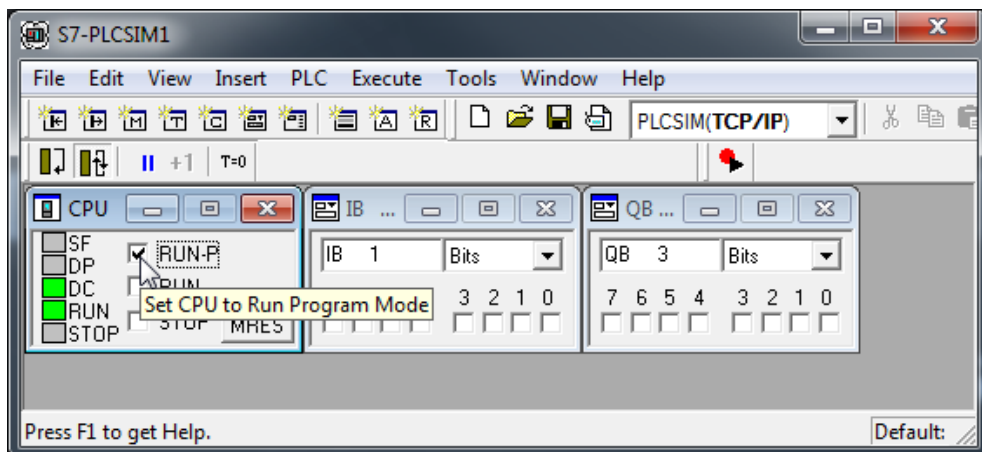 S7-PLCSIM1
File Edit View Insert PLC Execute Tools Window Help
PLCSIM(TCP/IP)
+1 T=0
CPU
IB ...
QB ...
SF
DP
DC
RUN
STOP
RUN-P
RUN
STOP MRES
Set CPU to Run Program Mode
IB 1 Bits
3 2 1 0
QB 3 Bits
7 6 5 4 3 2 1 0
Press F1 to get Help.
Default: